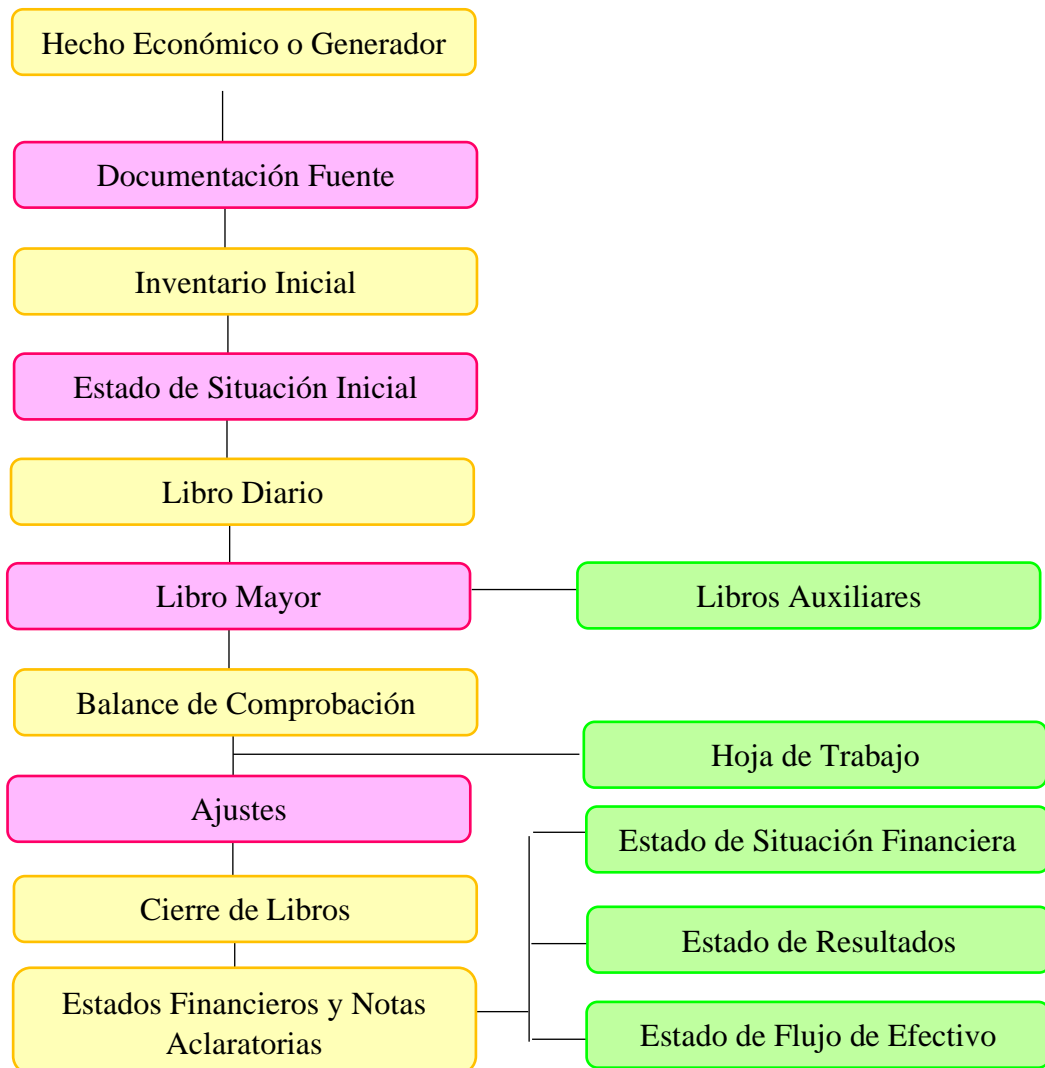 Hecho Económico o Generador
Documentación Fuente
Inventario Inicial
Estado de Situación Inicial
Libro Diario
Libro Mayor
Libros Auxiliares
Balance de Comprobación
Hoja de Trabajo
Ajustes
Estado de Situación Financiera
Cierre de Libros
Estado de Resultados
Estados Financieros y Notas
Aclaratorias
Estado de Flujo de Efectivo